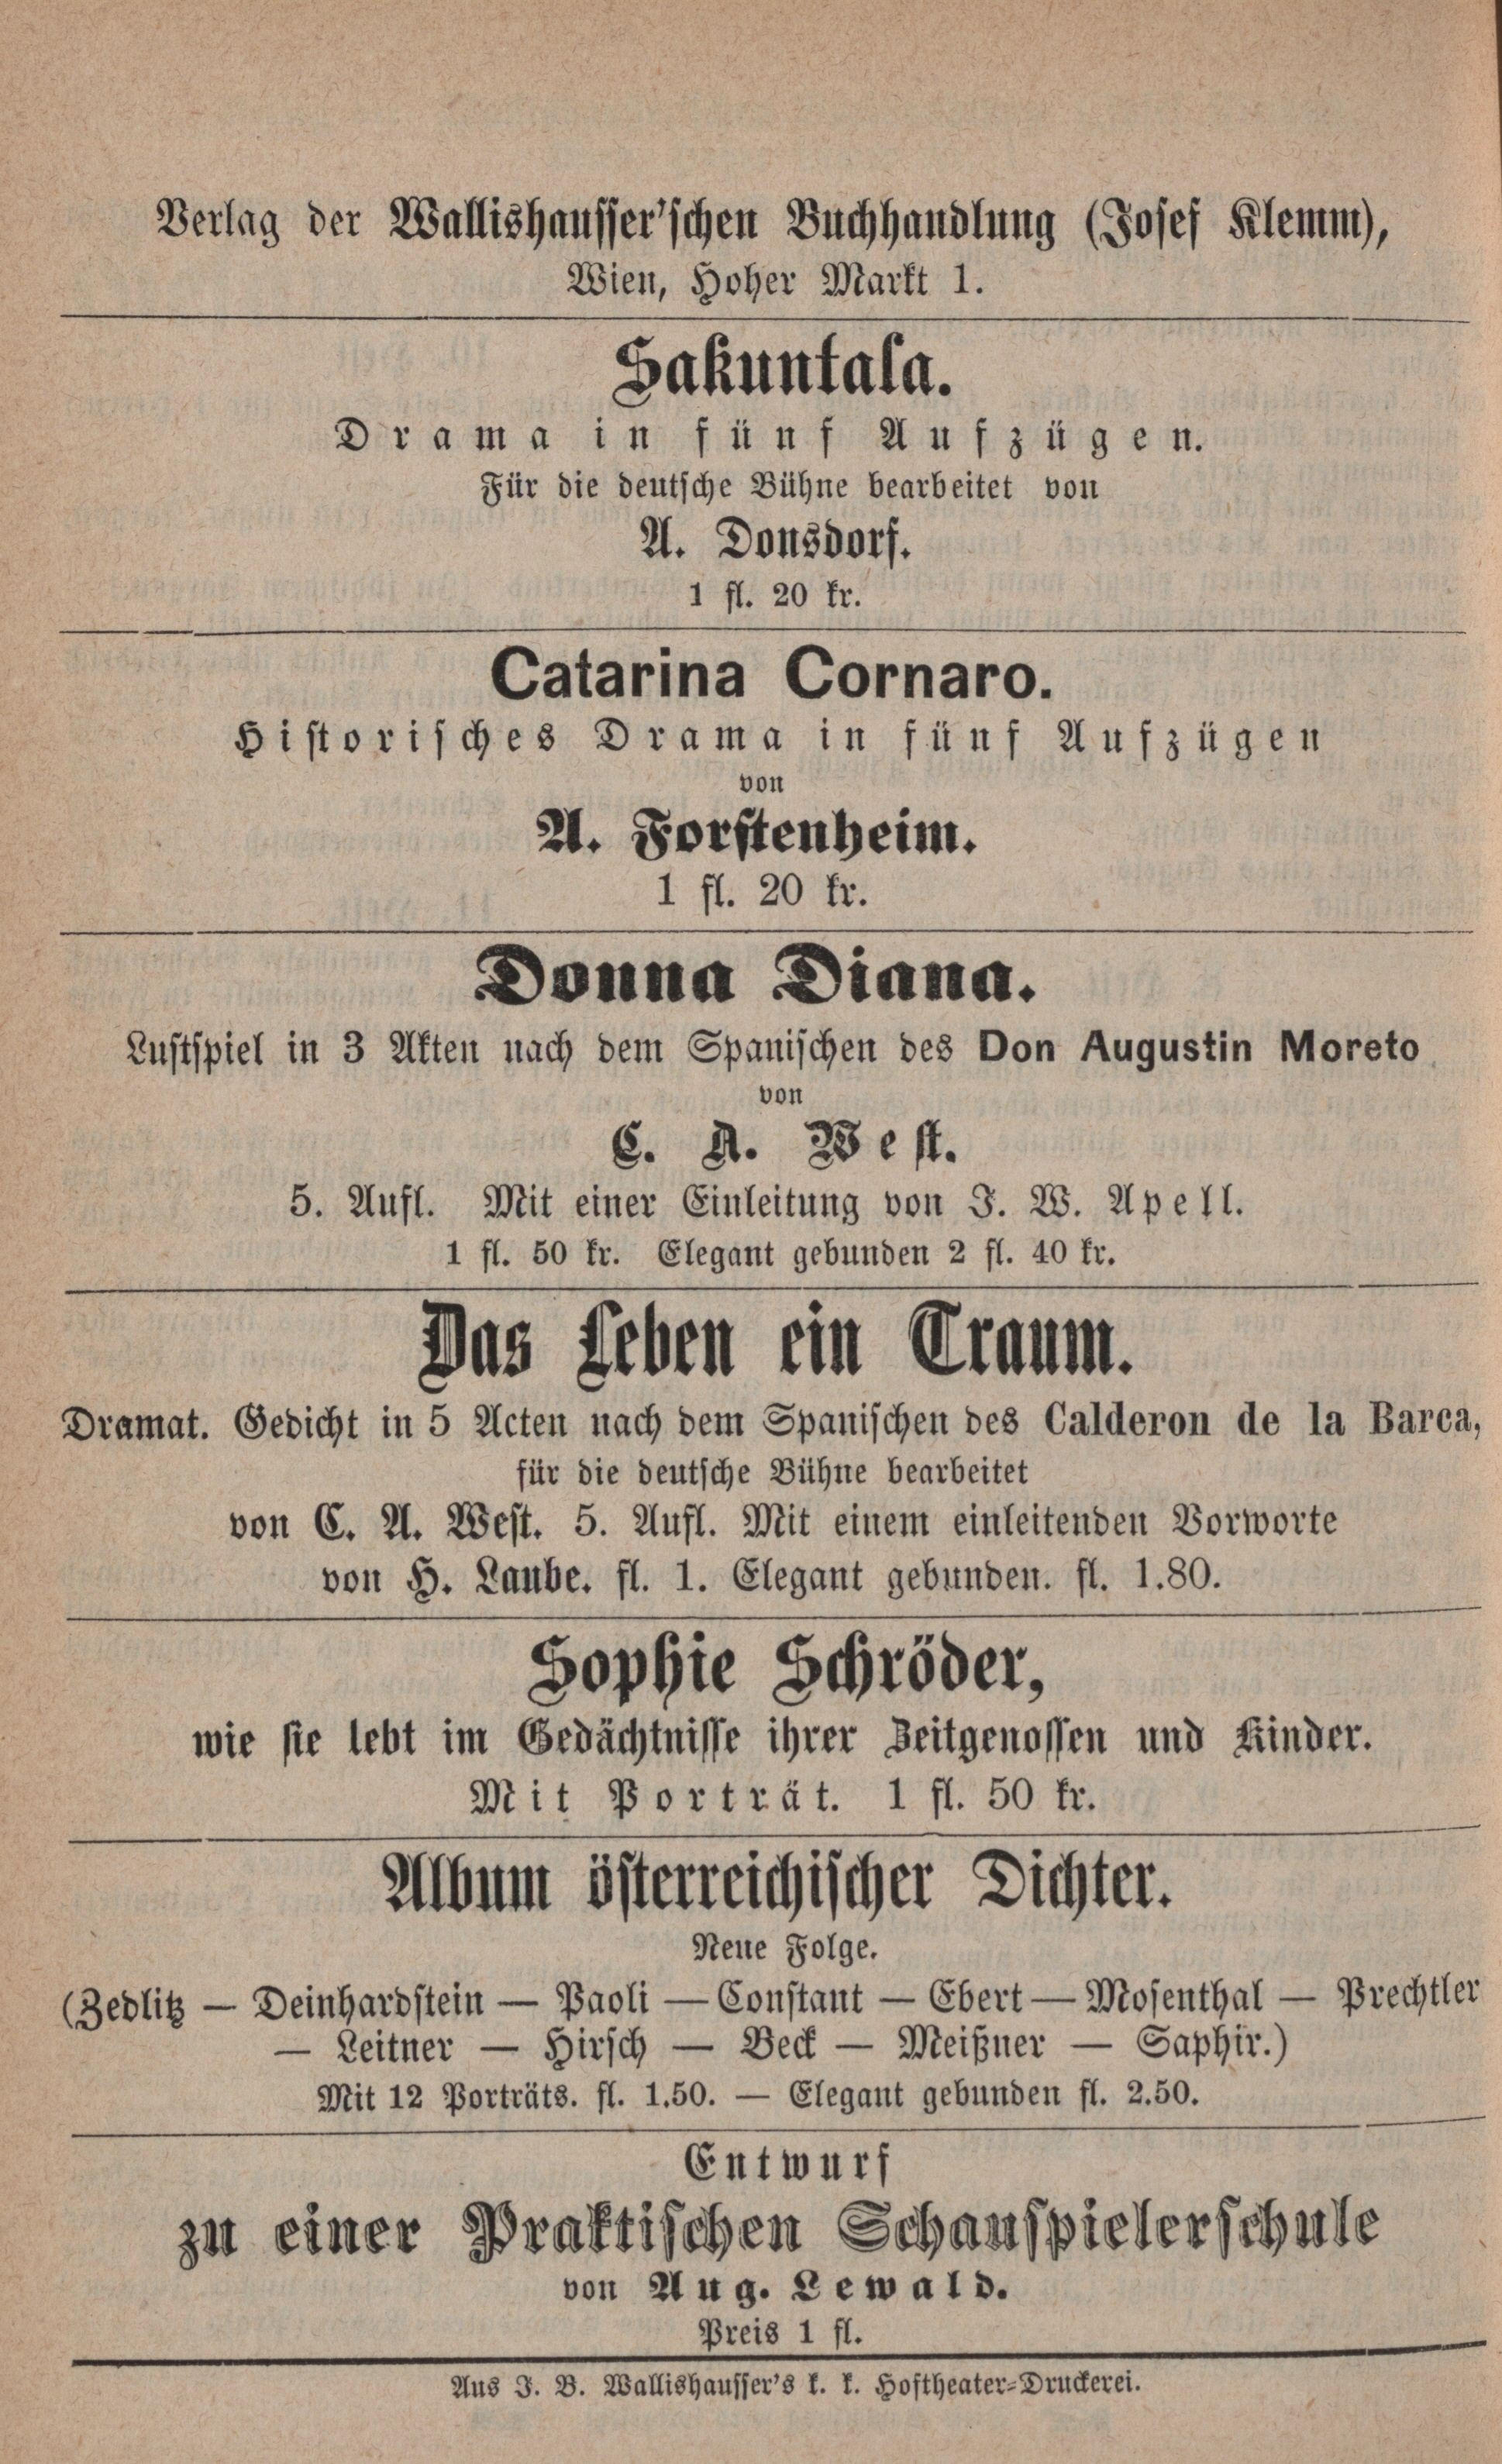 Verlag der Wallishausser'schen Buchhandlung (Josef Klemm),
Wien, Hoher Markt 1.
Sakuntala.
Drama in fünf Aufzügen.
Für die deutsche Bühne bearbeitet von
A. Donsdorf.
1 fl. 20 kr.
Catarina Cornaro.
Historisches Drama in fünf Aufzügen
von
A. Forstenheim.
1 fl. 20 kr.
Donna Diana.
Lustspiel in 3 Akten nach dem Spanischen des Don Augustin Moreto
von
C. A. West.
5. Aufl. Mit einer Einleitung von J. W. Apell.
1 fl. 50 kr. Elegant gebunden 2 fl. 40 kr.
Das Leben ein Traum.
Dramat. Gedicht in 5 Acten nach dem Spanischen des Calderon de la Barca,
für die deutsche Bühne bearbeitet
von C. A. West. 5. Aufl. Mit einem einleitenden Vorworte
von H. Laube. fl. 1. Elegant gebunden. fl. 1.80.
Sophie Schröder,
wie sie lebt im Gedächtnisse ihrer Zeitgenossen und Kinder.
Mit Porträt. 1 fl. 50 kr.
Album österreichischer Dichter.
Neue Folge.
(Zedlitz — Deinhardstein — Paoli — Constant — Ebert — Mosenthal — Prechtler
— Leitner — Hirsch — Beck — Meißner — Saphir.)
Mit 12 Porträts. fl. 1.50. — Elegant gebunden fl. 2.50.
Entwurf
zu einer Praktischen Schauspielerschule
von Aug. Lewald.
Preis 1 fl.
Aus J. B. Wallishausser's k. k. Hoftheater-Druckerei.